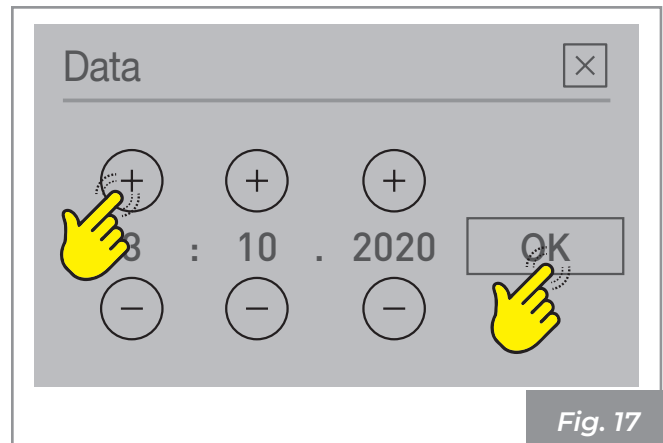 Data ×
+ + +
: 10 . 2020 OK
− − −
Fig. 17